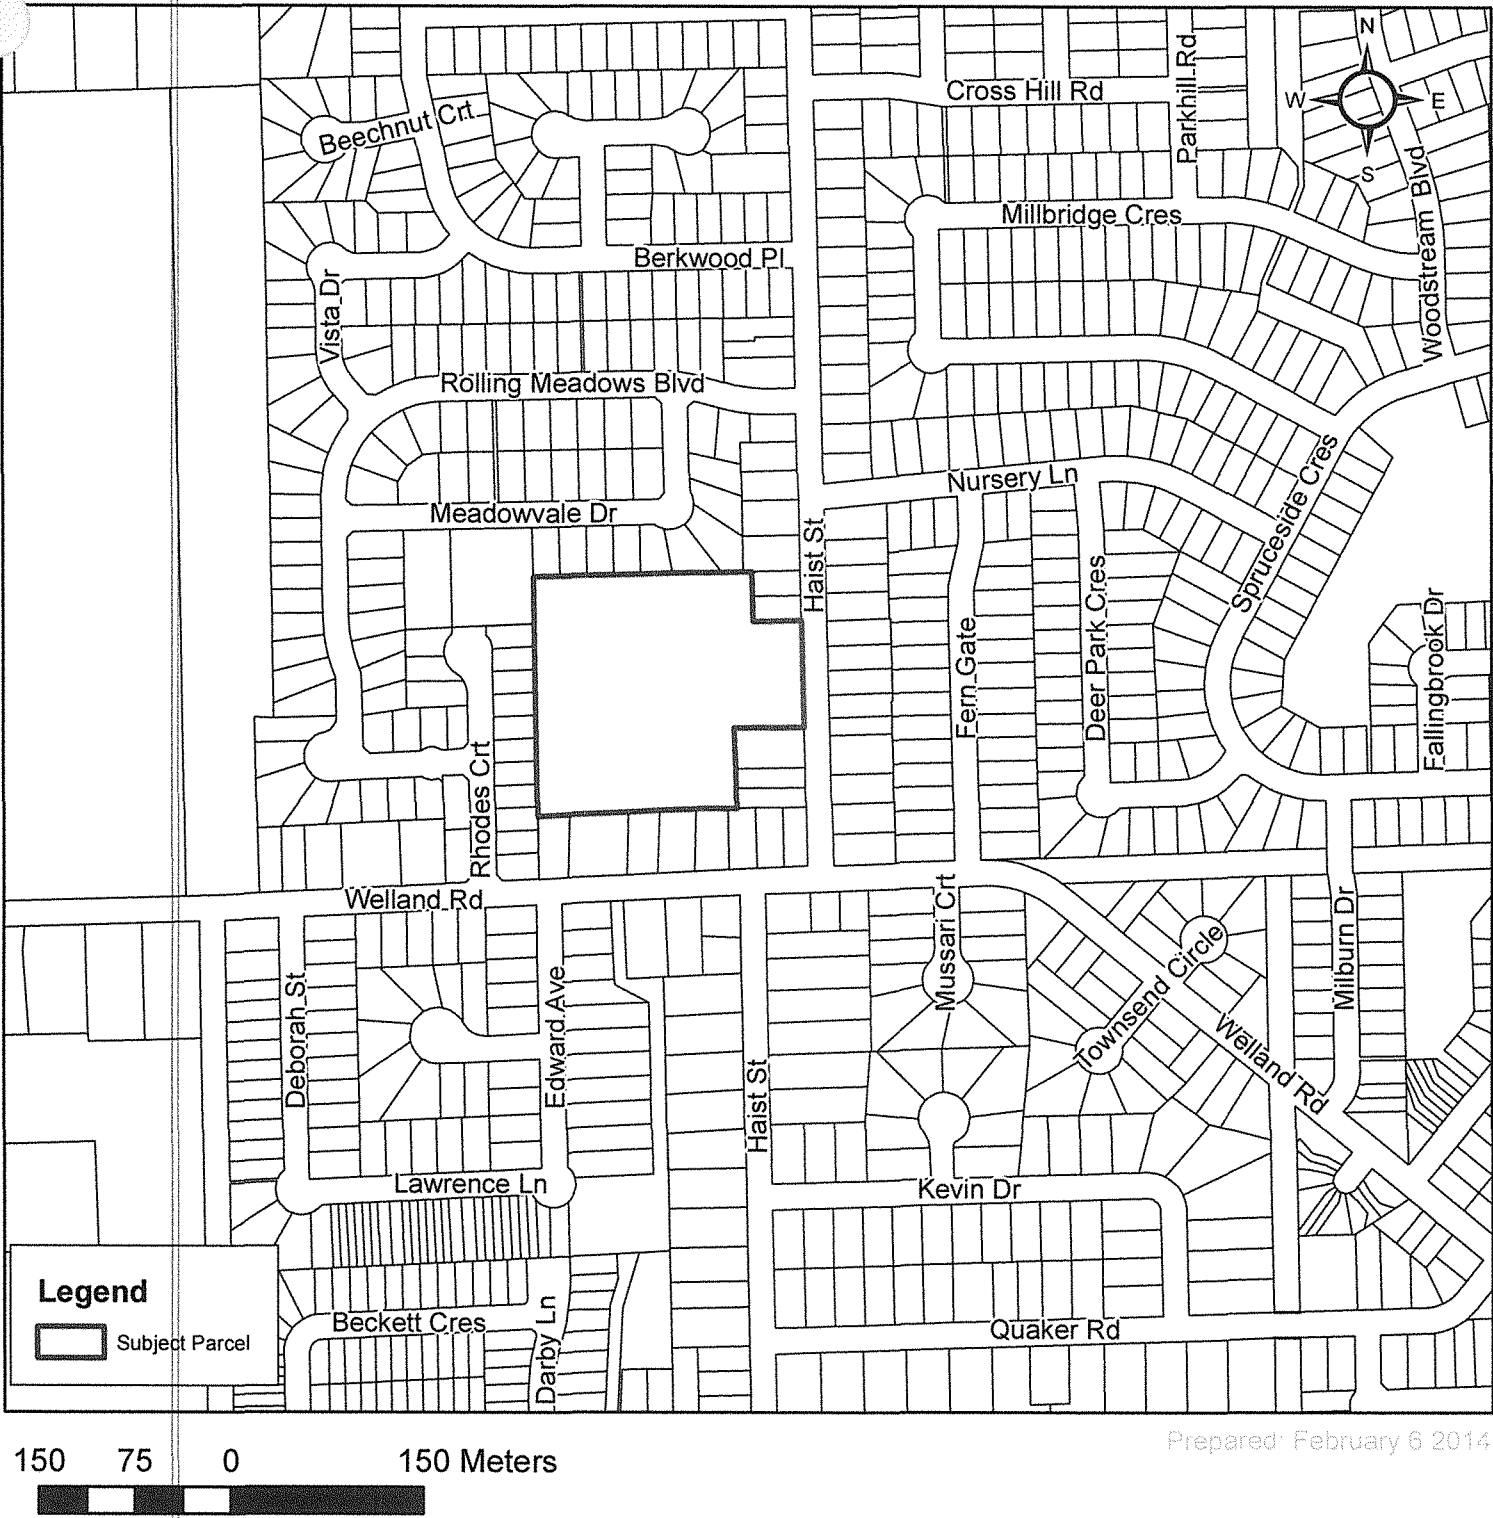 N
Cross Hill Rd
Parkhill Rd
W
E
Beechnut Crt
S
Woodstream Blvd
Millbridge Cres
Berkwood Pl
Vista Dr
Rolling Meadows Blvd
Nursery Ln
Spruceside Cres
Meadowvale Dr
Haist St
Deer Park Cres
Fern Gate
Fallingbrook Dr
Rhodes Crt
Welland Rd
Mussari Crt
Milburn Dr
Townsend Circle
Deborah St
Edward Ave
Welland Rd
Haist St
Lawrence Ln
Kevin Dr
Legend
Subject Parcel
Beckett Cres
Darby Ln
Quaker Rd
Prepared: February 6 2014
150 75 0 150 Meters